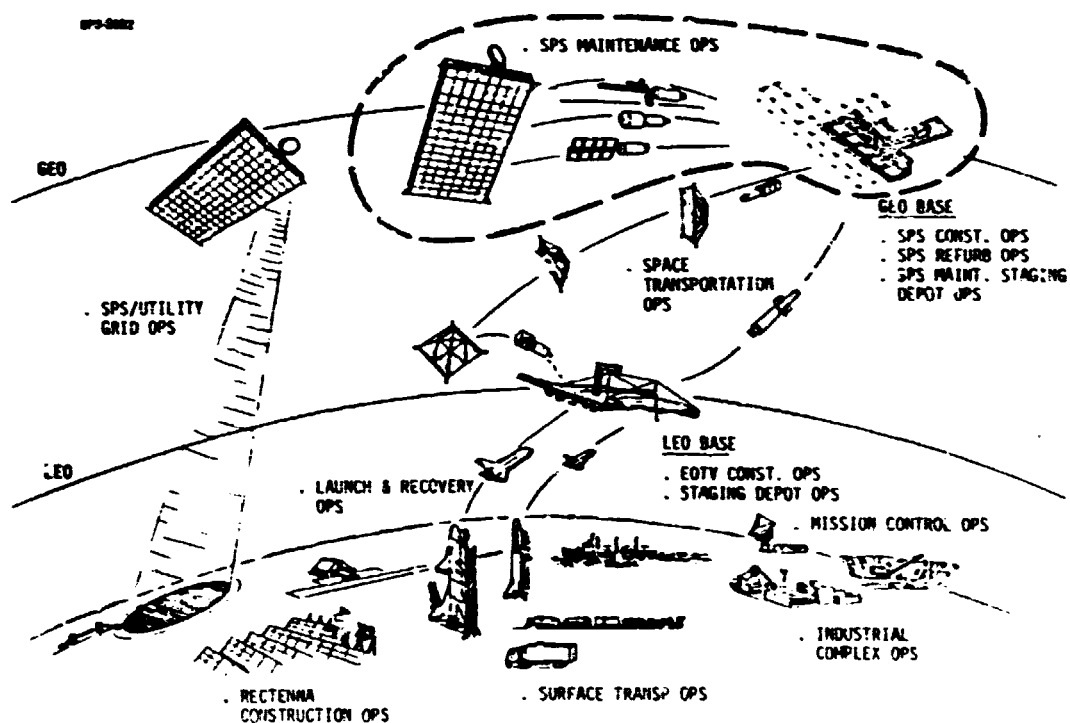 . SPS MAINTENANCE OPS
GEO
GEO BASE
. SPS CONST. OPS
. SPS REFURB OPS
. SPS MAINT. STAGING
DEPOT OPS
. SPACE
TRANSPORTATION
OPS
. SPS/UTILITY
GRID OPS
LEO
LEO BASE
. EOTV CONST. OPS
. STAGING DEPOT OPS
. LAUNCH & RECOVERY
OPS
. MISSION CONTROL OPS
. INDUSTRIAL
COMPLEX OPS
. SURFACE TRANSP OPS
. RECTENNA
CONSTRUCTION OPS